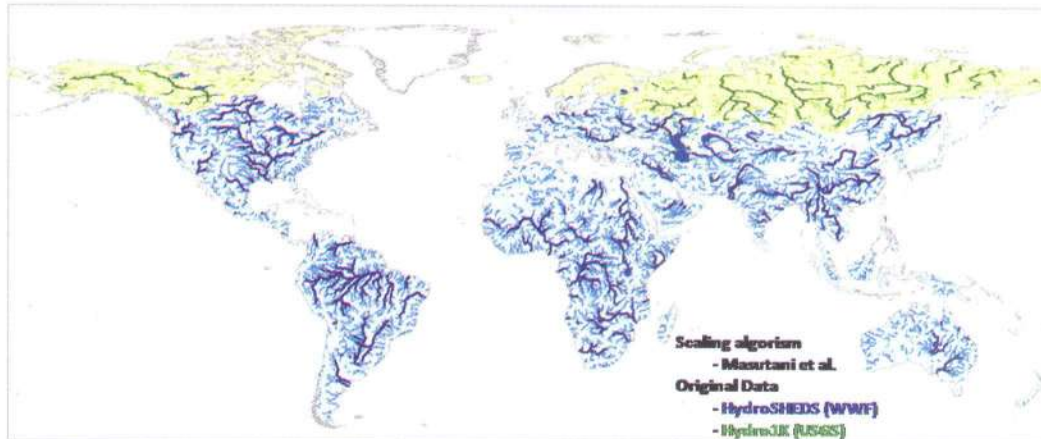 Scaling algorism
- Masutani et al.
Original Data
- HydroSHEDS (WWF)
- Hydro1K (USGS)